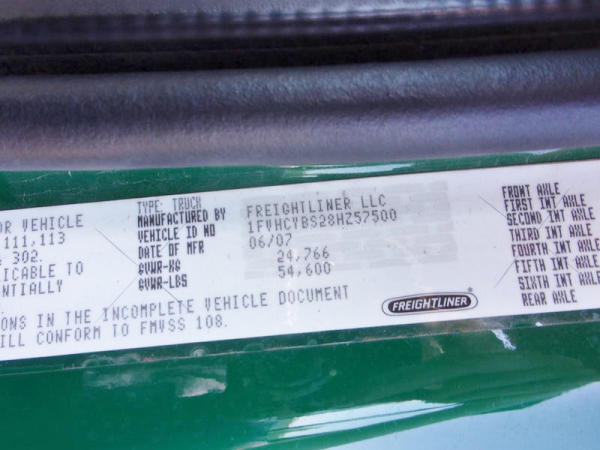 OR VEHICLE
111,113
302.
ICABLE TO
NTIALLY
TYPE: TRUCK
MANUFACTURED BY FREIGHTLINER LLC
VEHICLE ID NO 1FVHCYBS28HZ57500
DATE OF MFR 06/07
GVWR-KG 24,766
GVWR-LBS 54,600
ONS IN THE INCOMPLETE VEHICLE DOCUMENT
ILL CONFORM TO FMVSS 108.
FREIGHTLINER
FRONT AXLE
FIRST INT AXLE
SECOND INT AXLE
THIRD INT AXLE
FOURTH INT AXLE
FIFTH INT AXLE
SIXTH INT AXLE
REAR AXLE